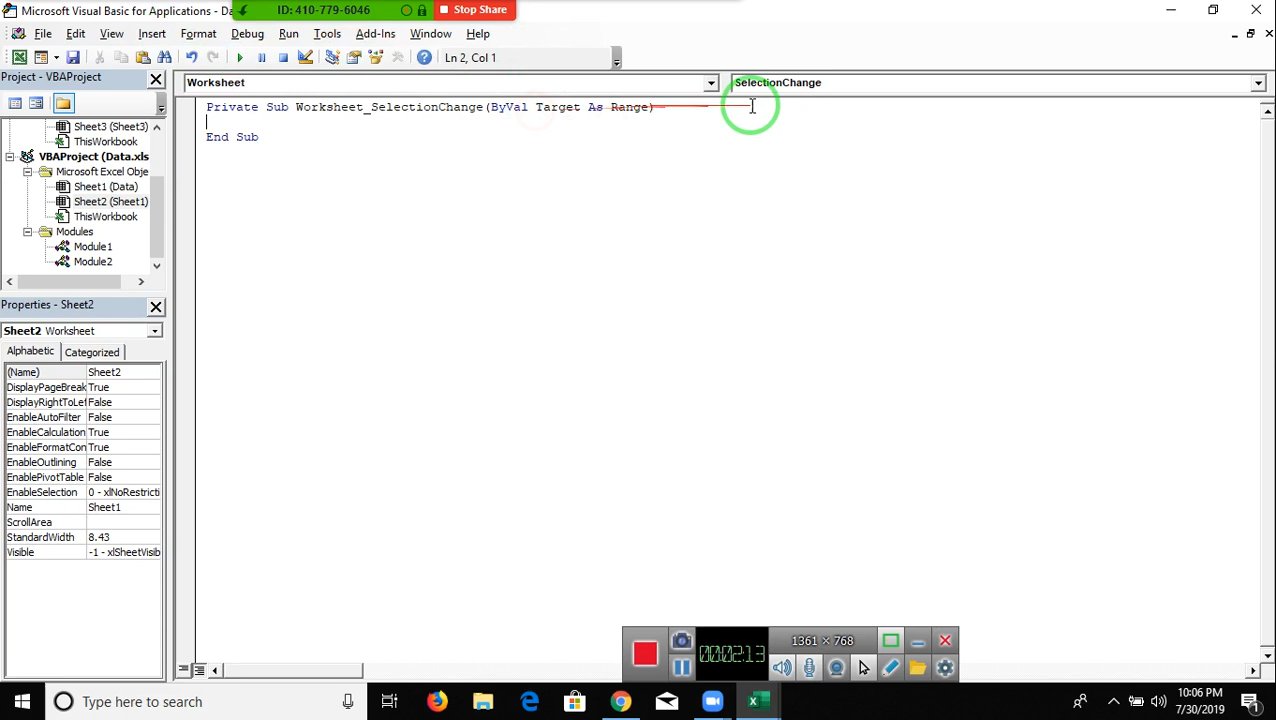 Microsoft Visual Basic for Applications - Da
ID: 410-779-6046
Stop Share
File Edit View Insert Format Debug Run Tools Add-Ins Window Help
Ln 2, Col 1
Project - VBAProject
Worksheet
SelectionChange
Sheet3 (Sheet3)
ThisWorkbook
VBAProject (Data.xls
Microsoft Excel Obje
Sheet1 (Data)
Sheet2 (Sheet1)
ThisWorkbook
Modules
Module1
Module2
Private Sub Worksheet_SelectionChange(ByVal Target As Range)
End Sub
Properties - Sheet2
Sheet2 Worksheet
Alphabetic Categorized
(Name) Sheet2
DisplayPageBreak True
DisplayRightToLef False
EnableAutoFilter False
EnableCalculation True
EnableFormatCon True
EnableOutlining False
EnablePivotTable False
EnableSelection 0 - xlNoRestricti
Name Sheet1
ScrollArea
StandardWidth 8.43
Visible -1 - xlSheetVisib
00:02:13
1361 × 768
Type here to search
10:06 PM
7/30/2019
1